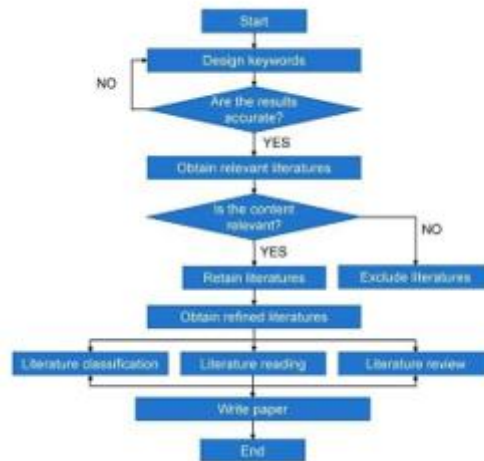 Start
Design keywords
NO
Are the results
accurate?
YES
Obtain relevant literatures
Is the content
relevant?
NO
YES
Retain literatures
Exclude literatures
Obtain refined literatures
Literature classification
Literature reading
Literature review
Write paper
End